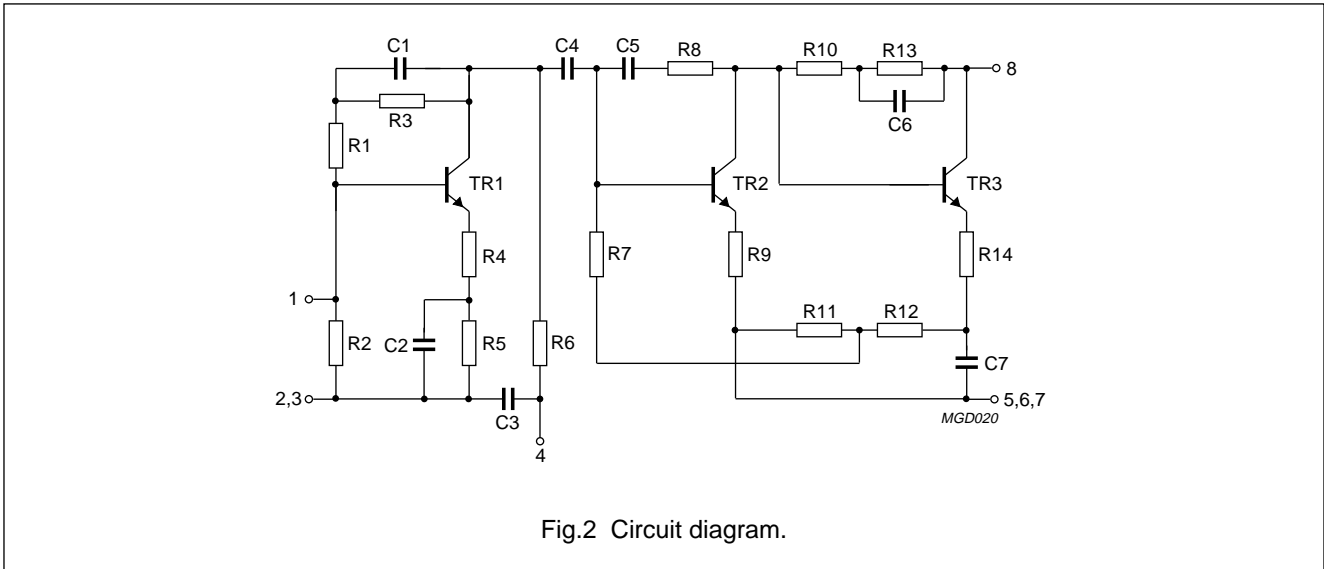 C1
C4
C5
R8
R10
R13
8
R3
C6
R1
TR1
TR2
TR3
R4
R7
R9
R14
1
R11
R12
R2
C2
R5
R6
C7
2,3
C3
5,6,7
MGD020
4
Fig.2 Circuit diagram.